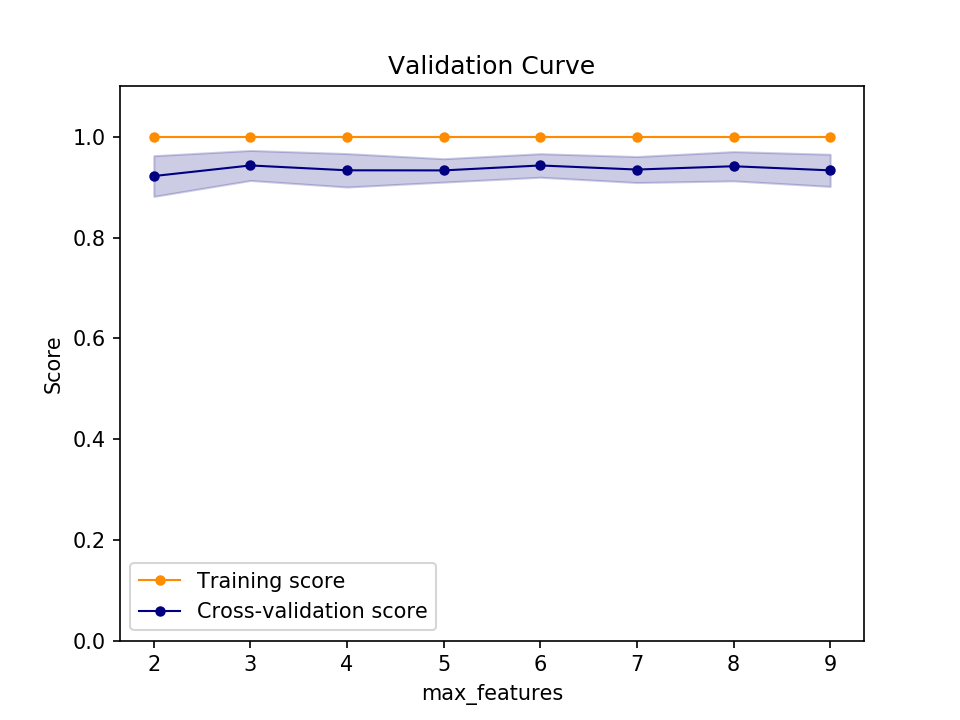 Validation Curve
1.0
0.8
0.6
0.4
0.2
0.0
Score
Training score
Cross-validation score
2 3 4 5 6 7 8 9
max_features